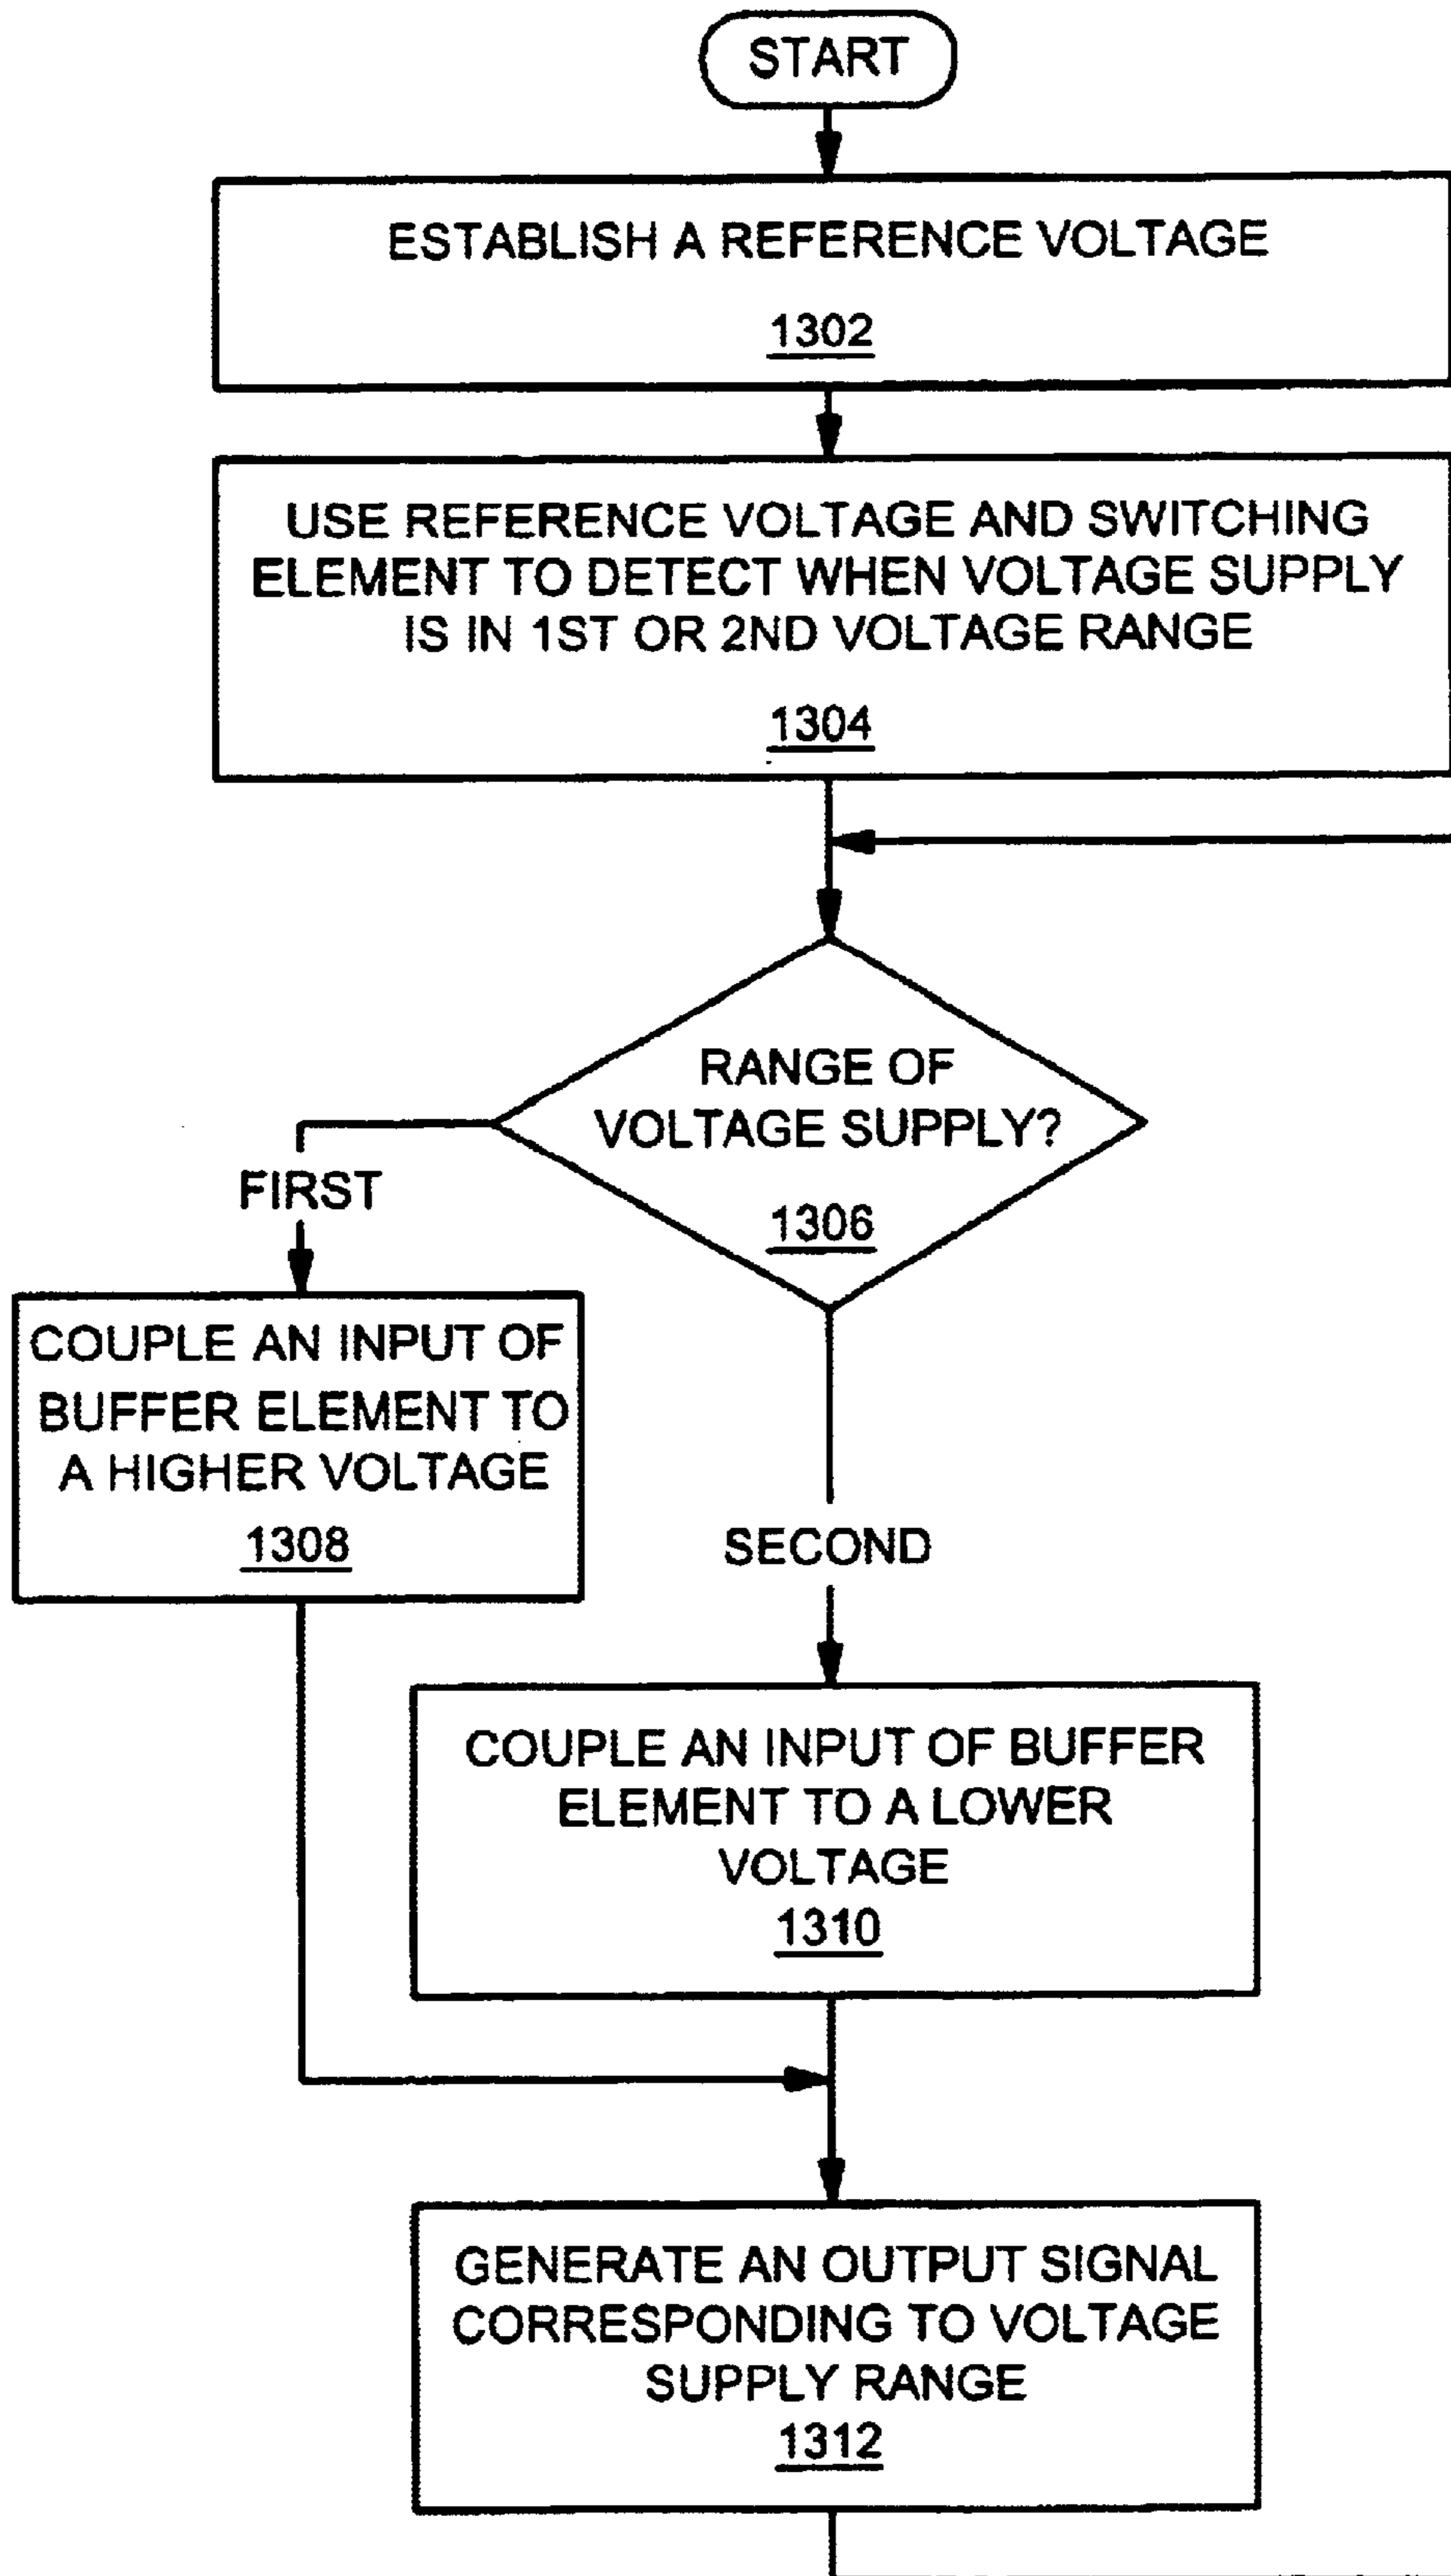 START
ESTABLISH A REFERENCE VOLTAGE
1302
USE REFERENCE VOLTAGE AND SWITCHING
ELEMENT TO DETECT WHEN VOLTAGE SUPPLY
IS IN 1ST OR 2ND VOLTAGE RANGE
1304
RANGE OF
VOLTAGE SUPPLY?
1306
FIRST
COUPLE AN INPUT OF
BUFFER ELEMENT TO
A HIGHER VOLTAGE
1308
SECOND
COUPLE AN INPUT OF BUFFER
ELEMENT TO A LOWER
VOLTAGE
1310
GENERATE AN OUTPUT SIGNAL
CORRESPONDING TO VOLTAGE
SUPPLY RANGE
1312